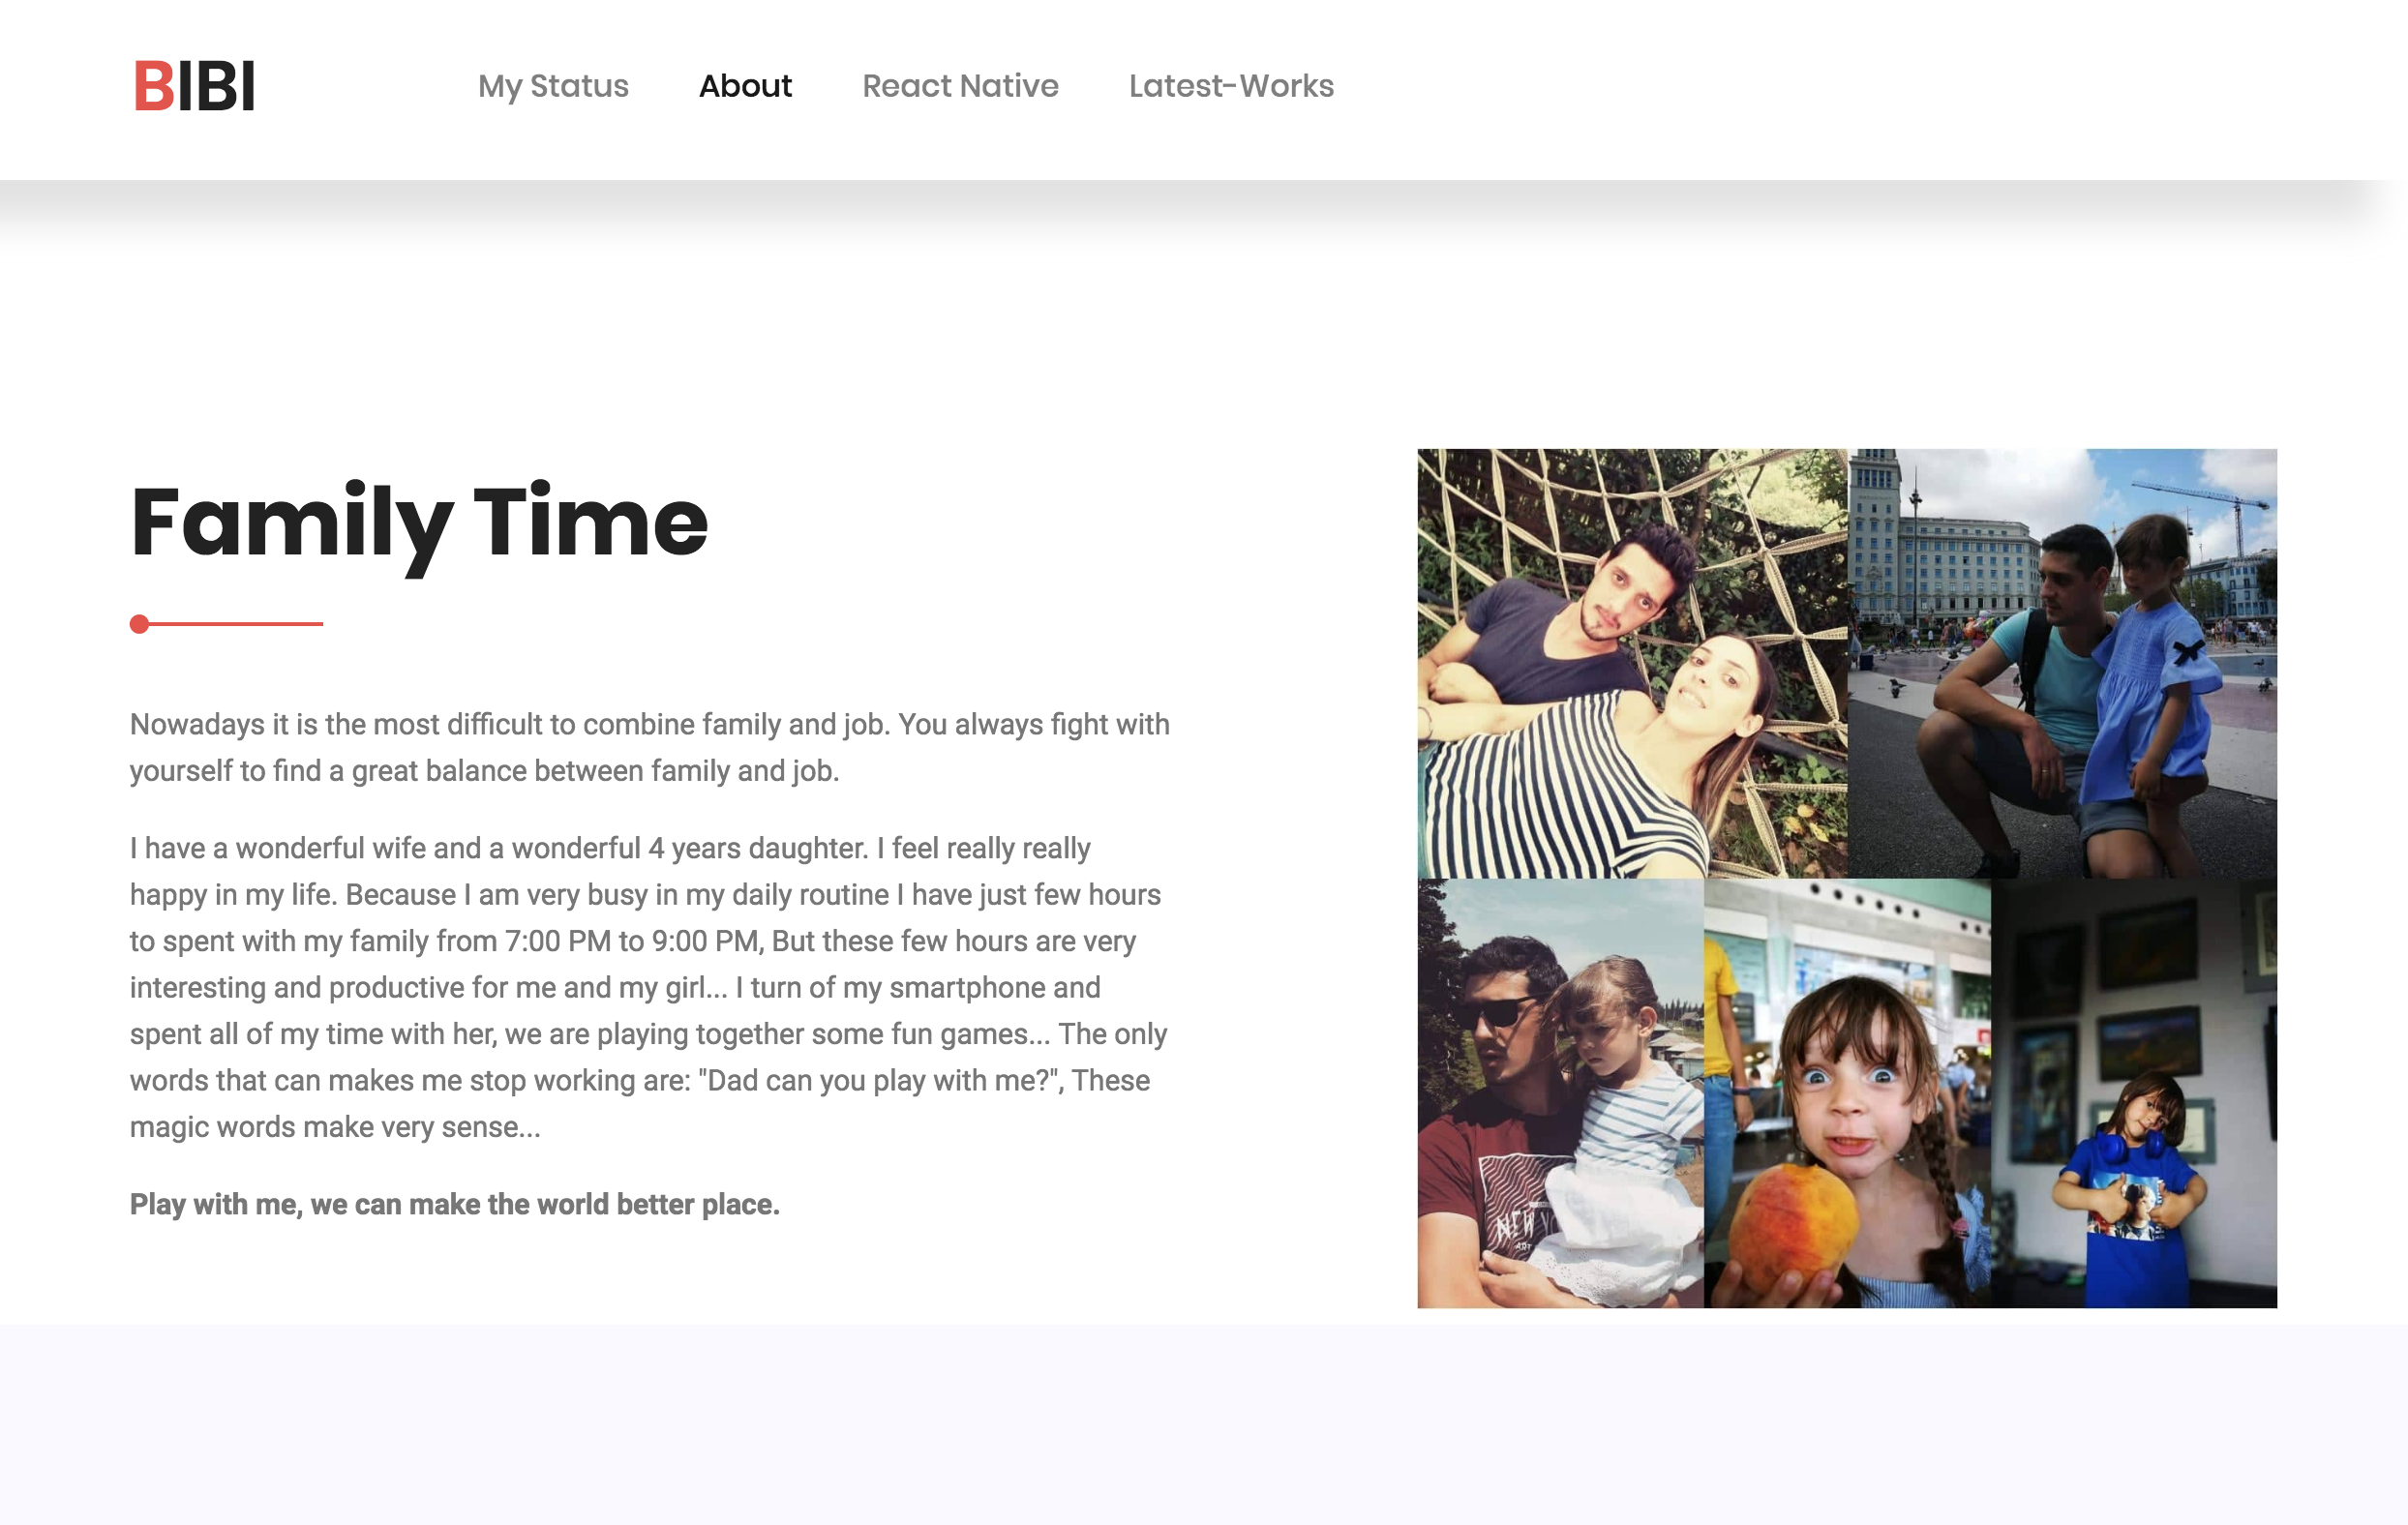 BIBI
My Status
About
React Native
Latest-Works
Family Time
Nowadays it is the most difficult to combine family and job. You always fight with
yourself to find a great balance between family and job.
I have a wonderful wife and a wonderful 4 years daughter. I feel really really
happy in my life. Because I am very busy in my daily routine I have just few hours
to spent with my family from 7:00 PM to 9:00 PM, But these few hours are very
interesting and productive for me and my girl... I turn of my smartphone and
spent all of my time with her, we are playing together some fun games... The only
words that can makes me stop working are: "Dad can you play with me?", These
magic words make very sense...
Play with me, we can make the world better place.
NEW
ART